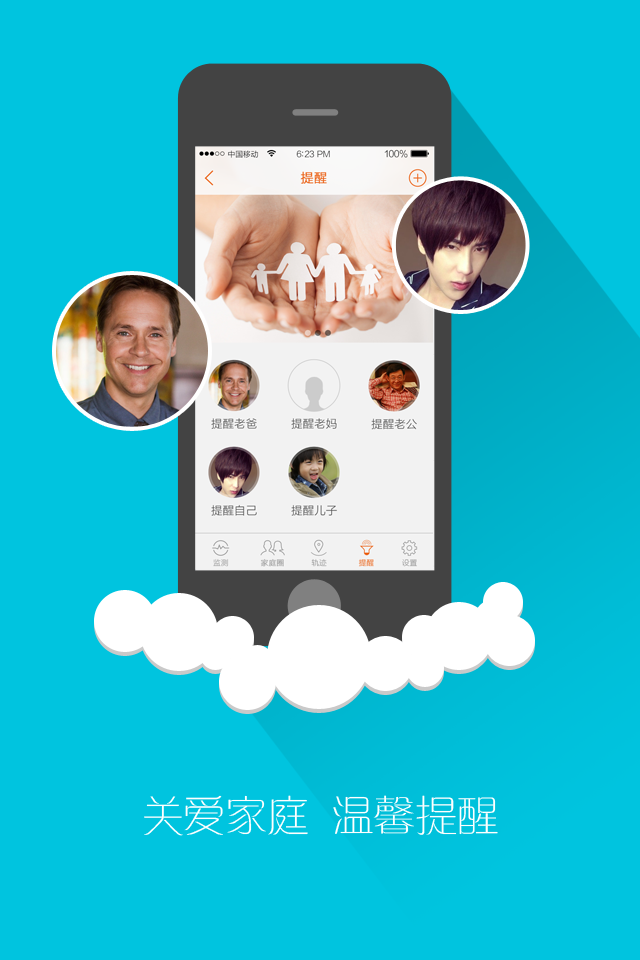 中国移动 6:23 PM 100%
提醒
提醒老爸 提醒老妈 提醒老公
提醒自己 提醒儿子
监测 家庭圈 轨迹 提醒 设置
关爱家庭 温馨提醒